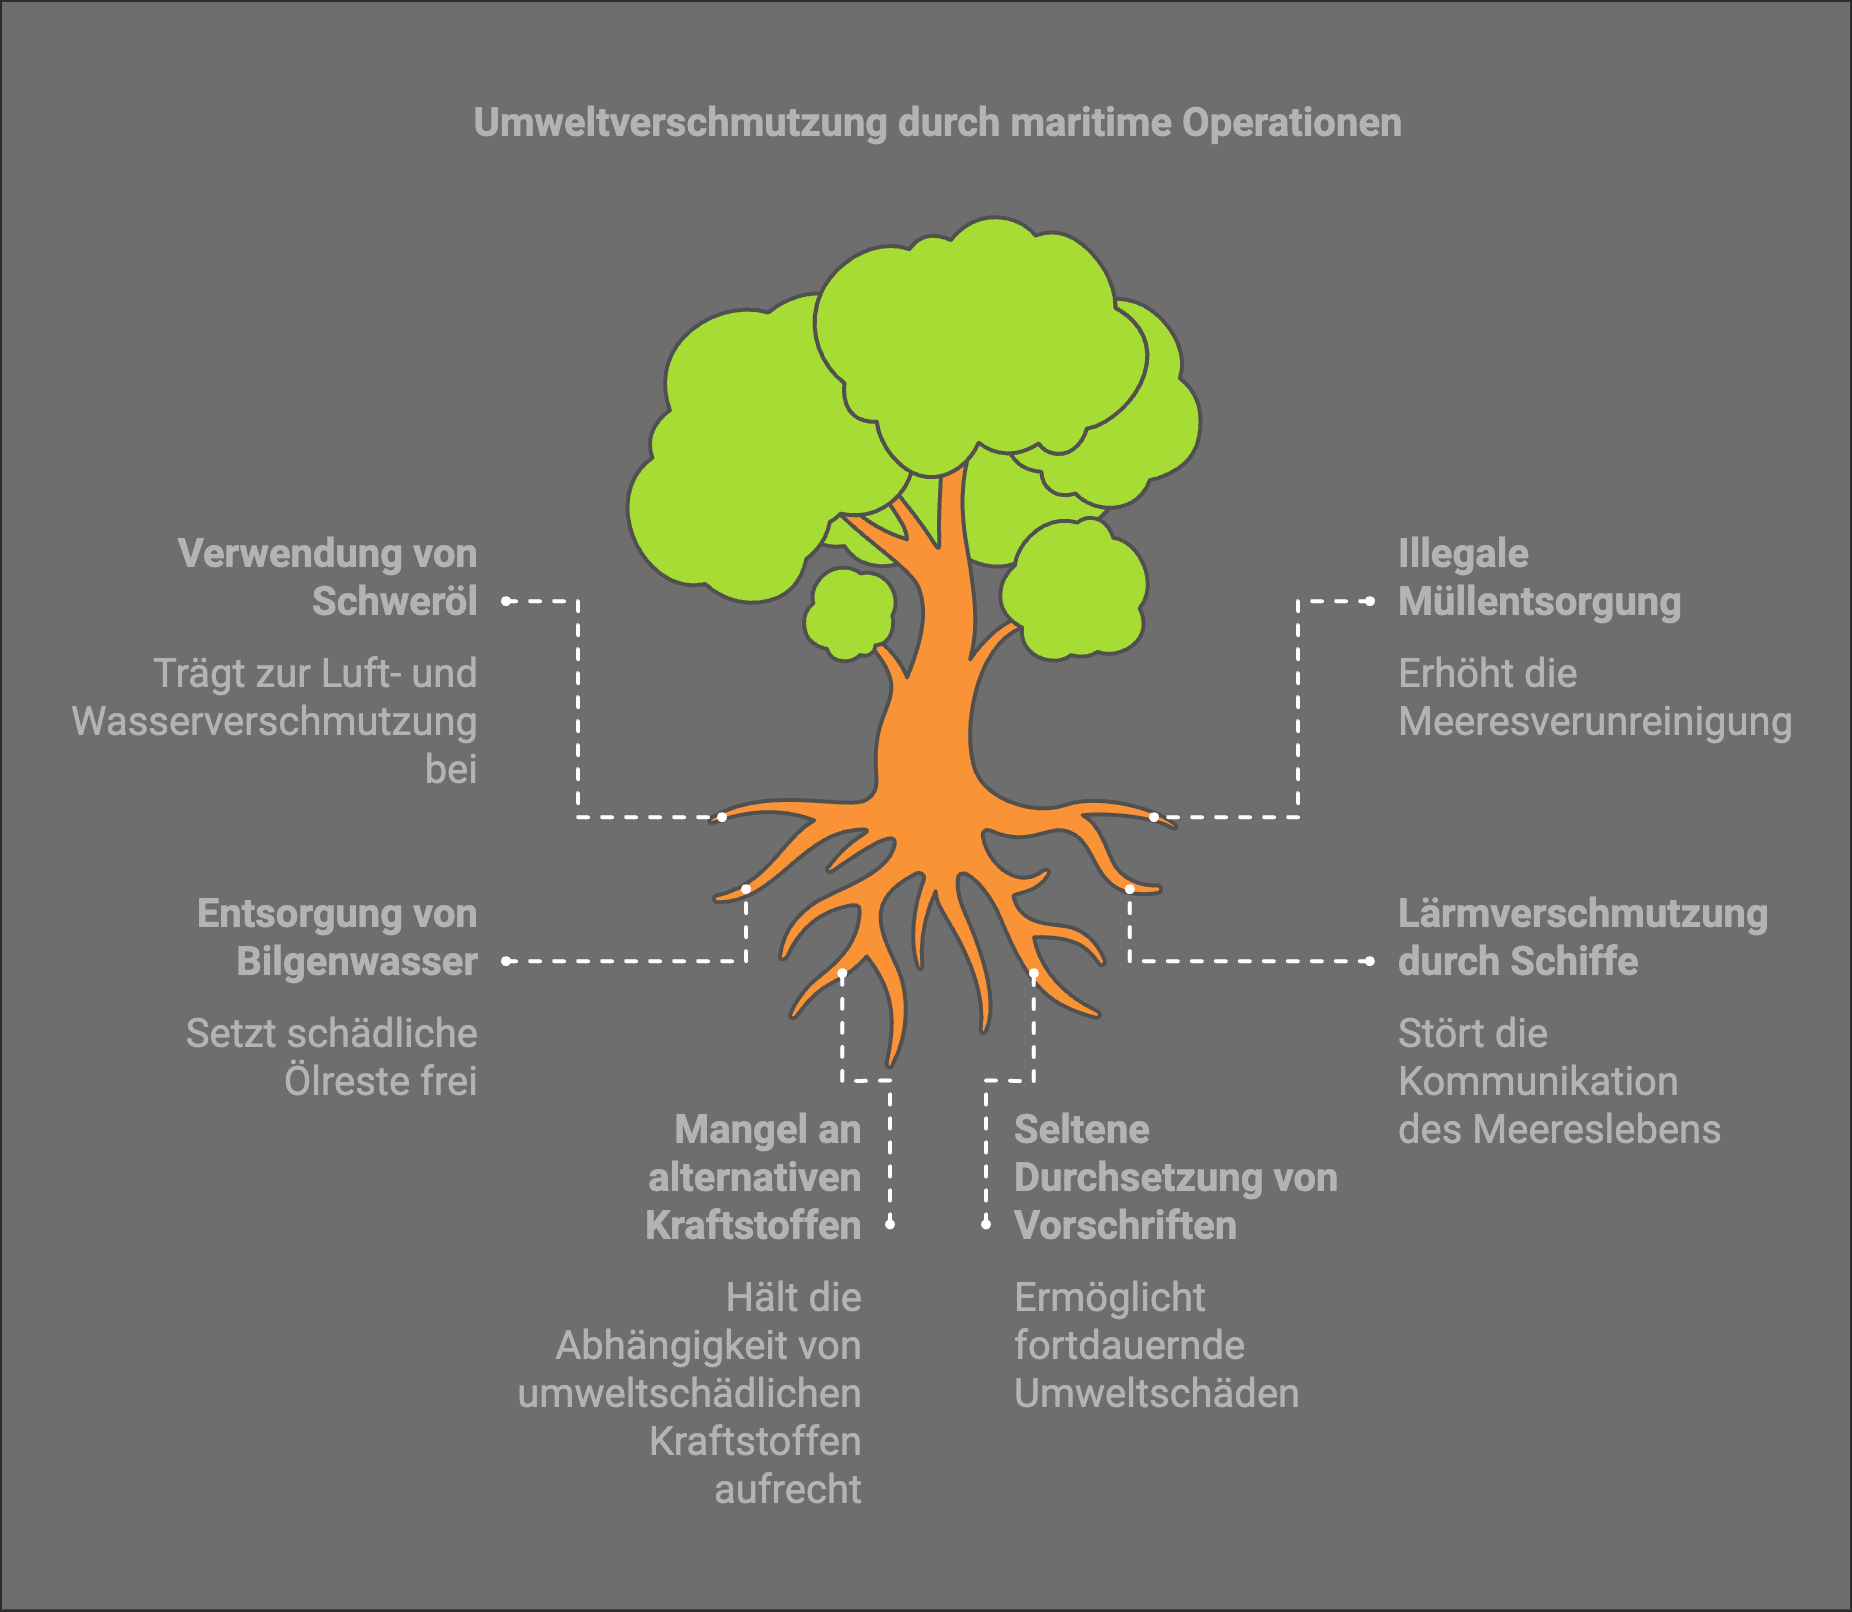 Umweltverschmutzung durch maritime Operationen
Verwendung von
Schweröl
Trägt zur Luft- und
Wasserverschmutzung
bei
Illegale
Müllentsorgung
Erhöht die
Meeresverunreinigung
Entsorgung von
Bilgenwasser
Setzt schädliche
Ölreste frei
Lärmverschmutzung
durch Schiffe
Stört die
Kommunikation
des Meereslebens
Mangel an
alternativen
Kraftstoffen
Hält die
Abhängigkeit von
umweltschädlichen
Kraftstoffen
aufrecht
Seltene
Durchsetzung von
Vorschriften
Ermöglicht
fortdauernde
Umweltschäden